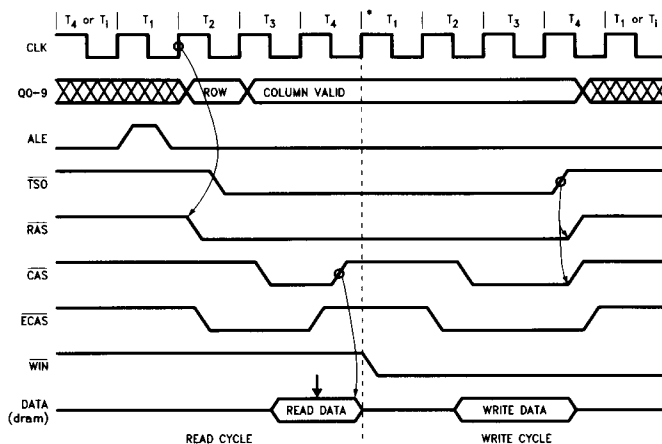 T4 or Ti T1 T2 T3 T4 * T1 T2 T3 T4 T1 or Ti
CLK
Q0-9 ROW COLUMN VALID
ALE
TSO
RAS
CAS
ECAS
WIN
DATA READ DATA WRITE DATA
(dram)
READ CYCLE WRITE CYCLE